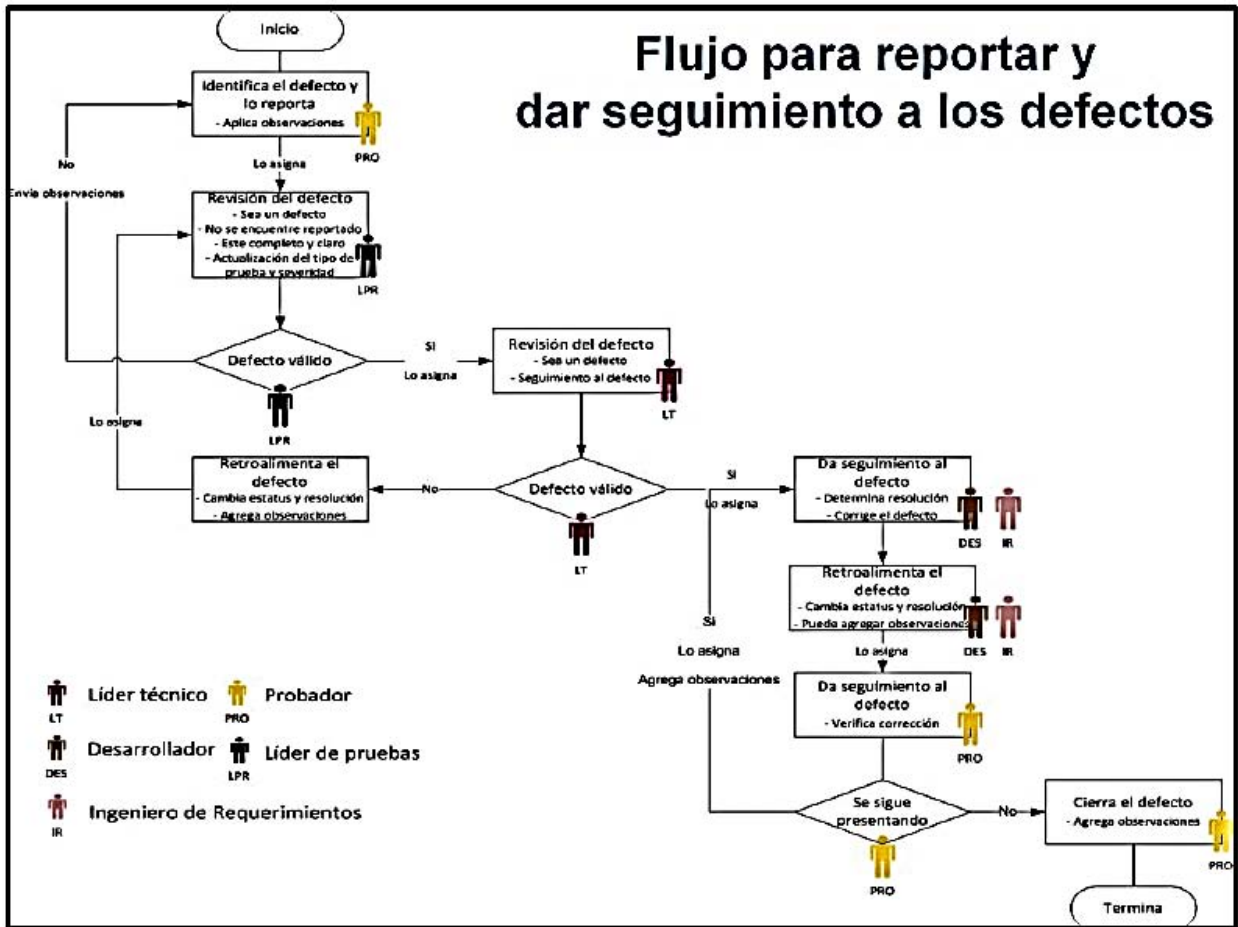 Flujo para reportar y
dar seguimiento a los defectos
Inicio
Identifica el defecto y
lo reporta
- Aplica observaciones
PRO
No
Envía observaciones
Lo asigna
Revisión del defecto
- Sea un defecto
- No se encuentre reportado
- Este completo y claro
- Actualización del tipo de
prueba y severidad
LPR
Defecto válido
LPR
Si
Lo asigna
Revisión del defecto
- Sea un defecto
- Seguimiento al defecto
LT
Lo asigna
Retroalimenta el
defecto
- Cambia estatus y resolución
- Agrega observaciones
No
Defecto válido
LT
Si
Lo asigna
Da seguimiento al
defecto
- Determina resolución
- Corrige el defecto
DES
IR
Retroalimenta el
defecto
- Cambia estatus y resolución
- Puede agregar observaciones
DES
IR
Si
Lo asigna
Agrega observaciones
Lo asigna
Da seguimiento al
defecto
- Verifica corrección
PRO
Se sigue
presentando
PRO
No
Cierra el defecto
- Agrega observaciones
PRO
Termina
Líder técnico
LT
Probador
PRO
Desarrollador
DES
Líder de pruebas
LPR
Ingeniero de Requerimientos
IR